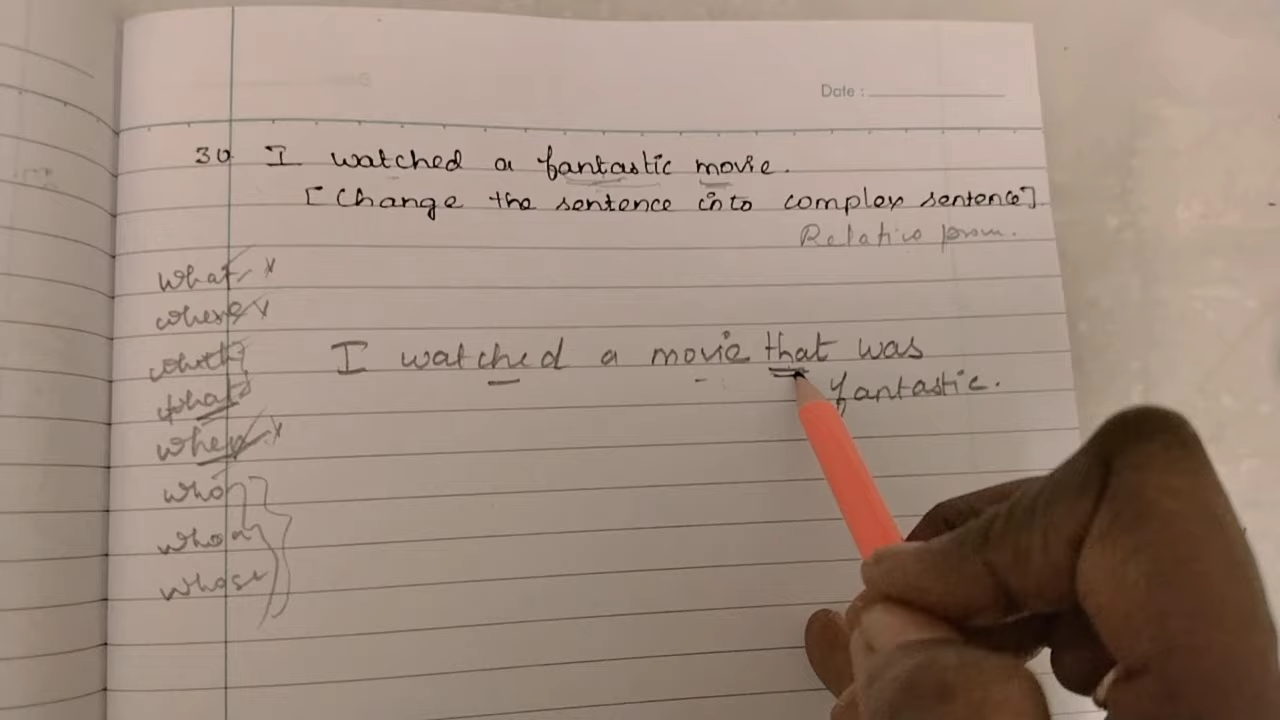 Date :
30 I watched a fantastic movie.
[Change the sentence into complex sentence]
Relative pron.
what x
where x
which
that
when x
I watched a movie that was
fantastic.
who
whom
whose